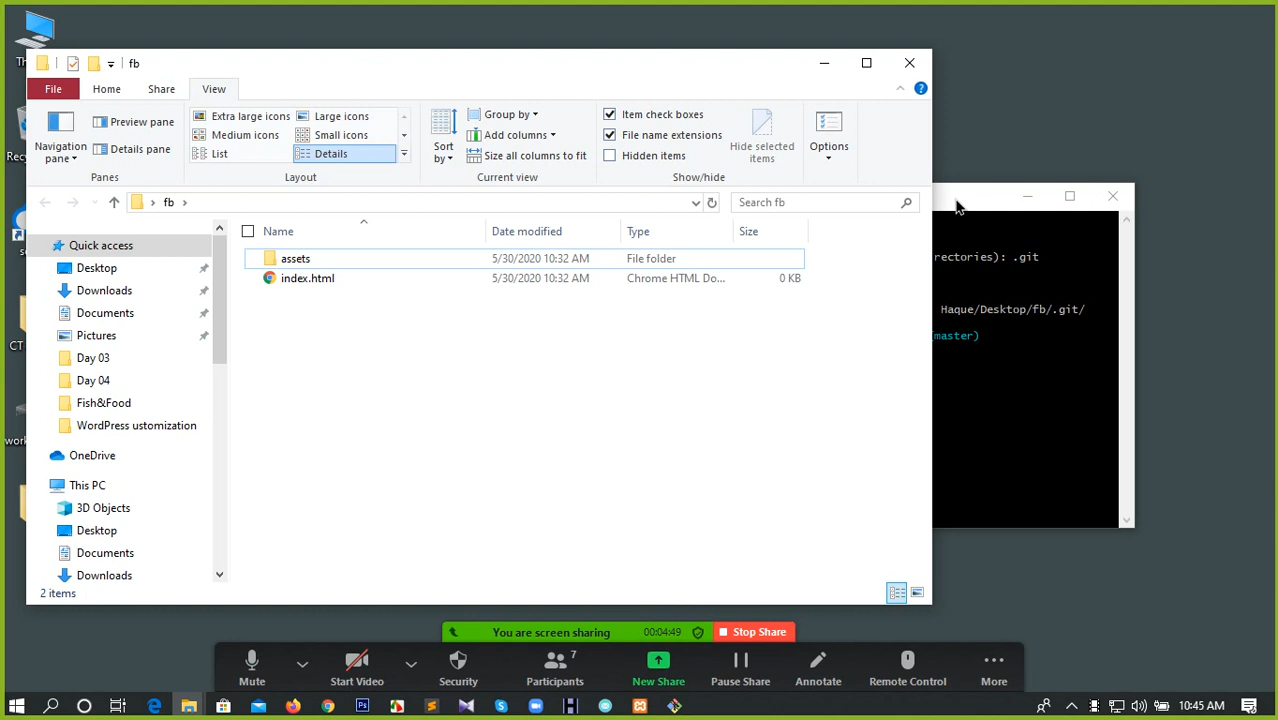 Th
fb
File
Home
Share
View
Navigation pane
Preview pane
Details pane
Panes
Extra large icons
Large icons
Medium icons
Small icons
List
Details
Layout
Sort by
Group by
Add columns
Size all columns to fit
Current view
Item check boxes
File name extensions
Hidden items
Hide selected items
Show/hide
Options
fb
Search fb
Name
Date modified
Type
Size
assets
5/30/2020 10:32 AM
File folder
index.html
5/30/2020 10:32 AM
Chrome HTML Do...
0 KB
Quick access
Desktop
Downloads
Documents
Pictures
Day 03
Day 04
Fish&Food
WordPress ustomization
OneDrive
This PC
3D Objects
Desktop
Documents
Downloads
2 items
Recy
CT
work
rectories): .git
Haque/Desktop/fb/.git/
(master)
You are screen sharing
00:04:49
Stop Share
Mute
Start Video
Security
Participants
7
New Share
Pause Share
Annotate
Remote Control
More
10:45 AM